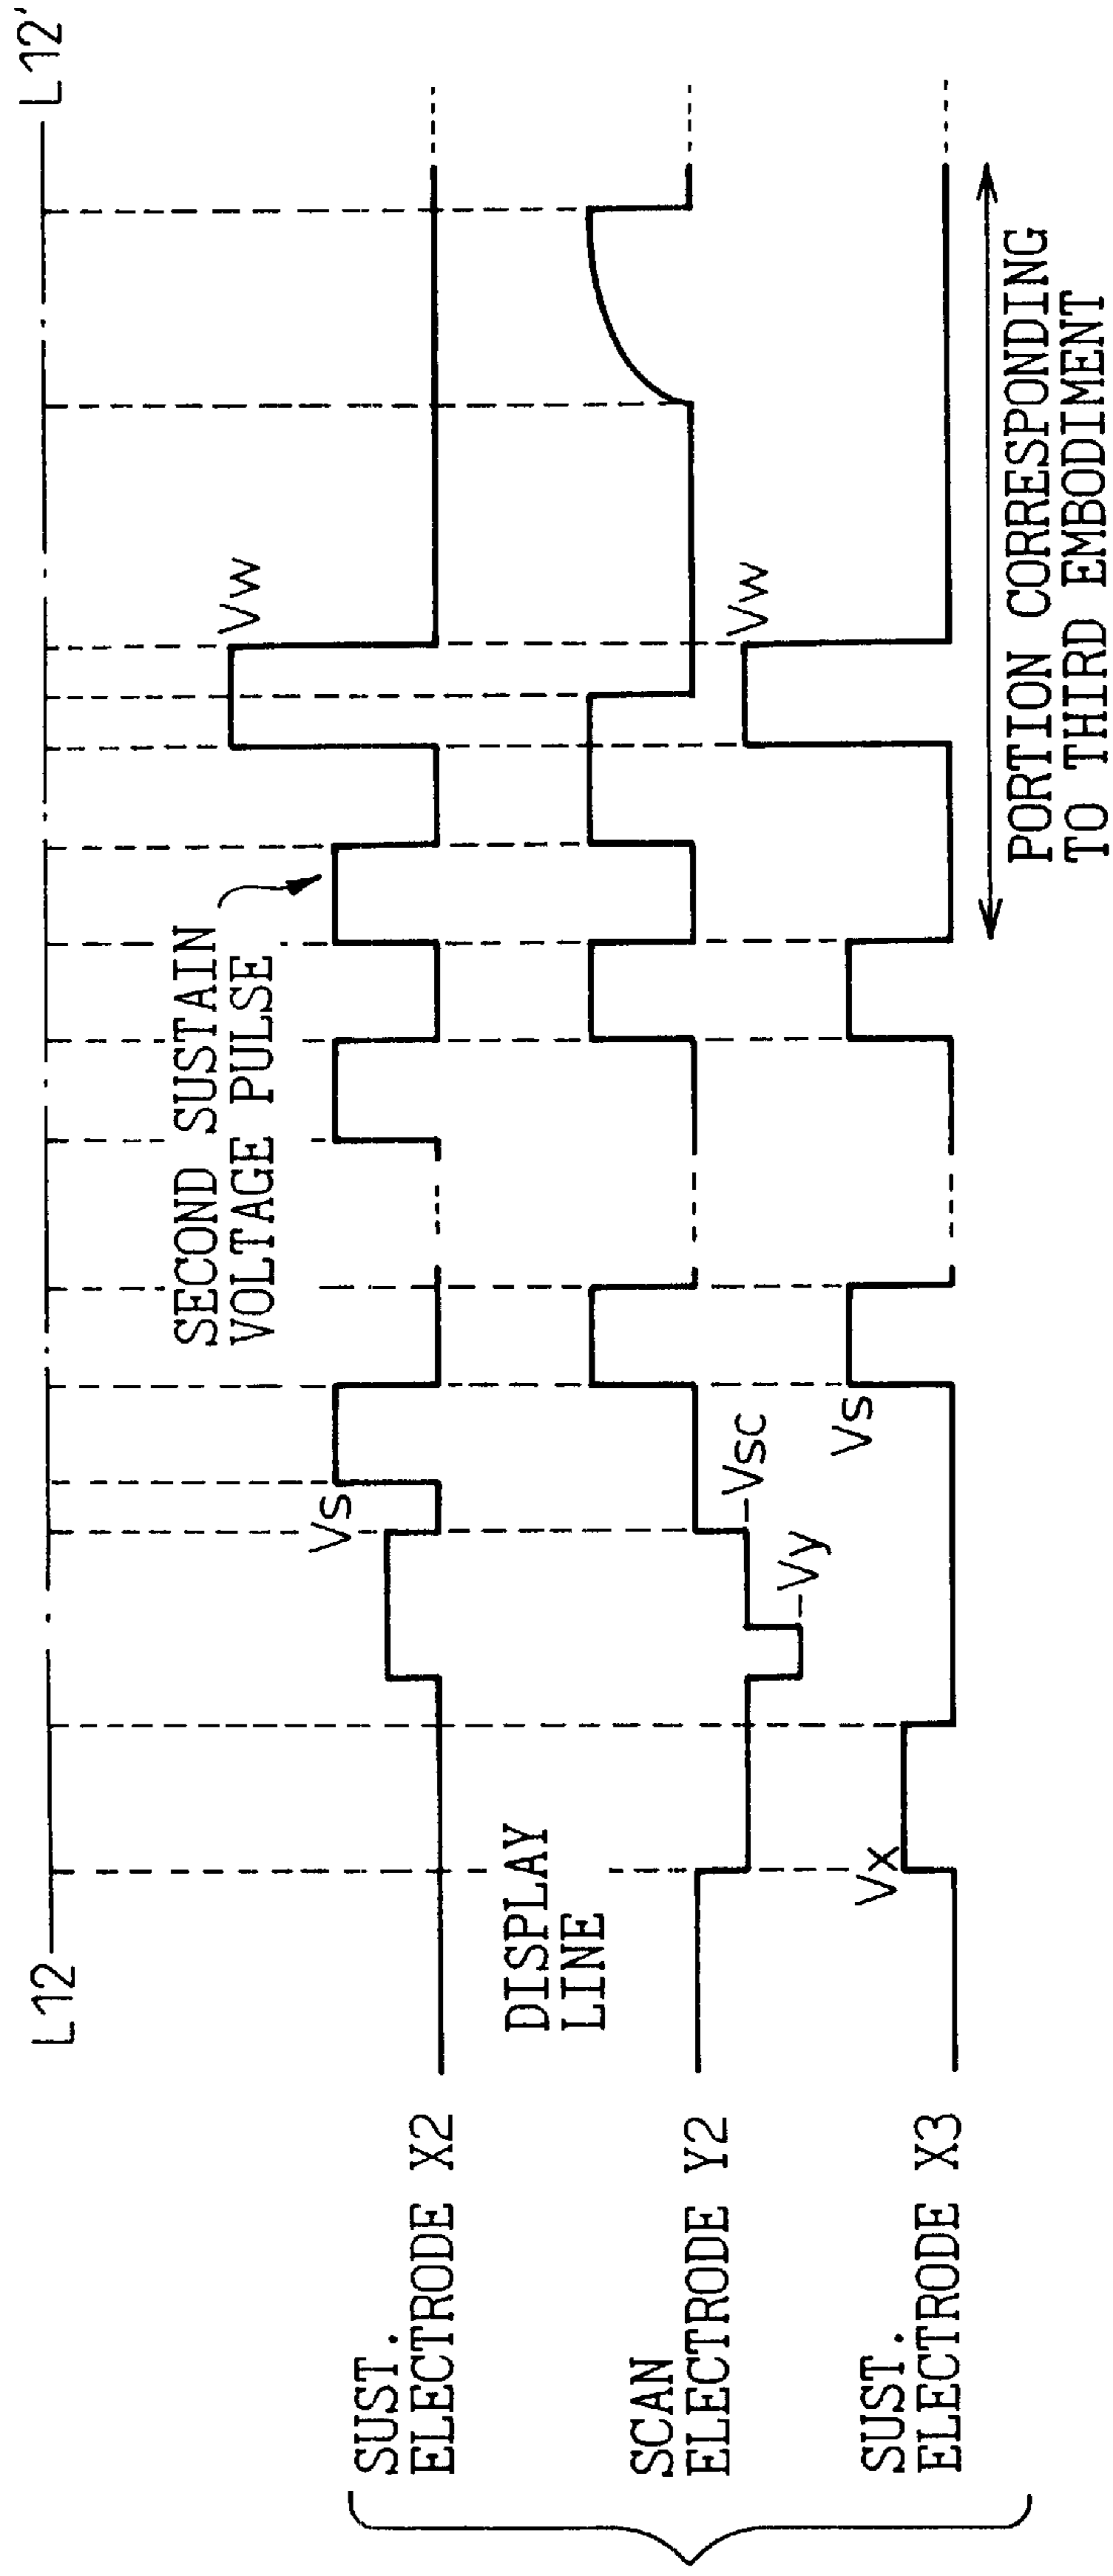 L12
L12'
SECOND SUSTAIN
VOLTAGE PULSE
Vw
Vs
SUST.
ELECTRODE X2
DISPLAY
LINE
SCAN
ELECTRODE Y2
-Vsc
-Vy
Vw
SUST.
ELECTRODE X3
Vx
Vs
PORTION CORRESPONDING
TO THIRD EMBODIMENT